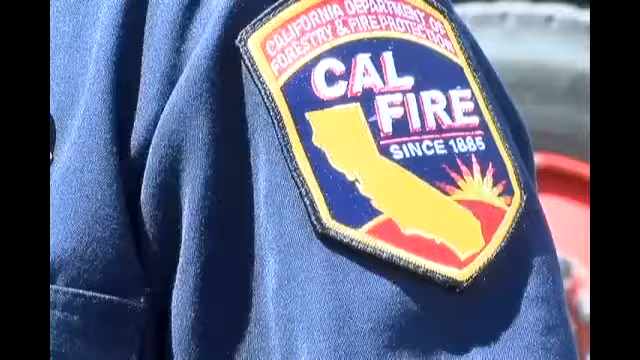 CALIFORNIA DEPARTMENT OF
FORESTRY & FIRE PROTECTION
CAL
FIRE
SINCE 1885